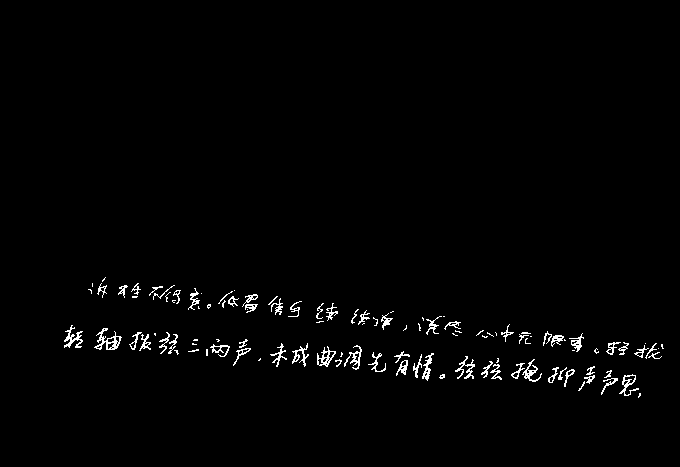 诉生不得意。低眉信手续续弹,说尽心中无限事。轻拢
转轴拨弦三两声,未成曲调先有情。弦弦掩抑声声思,